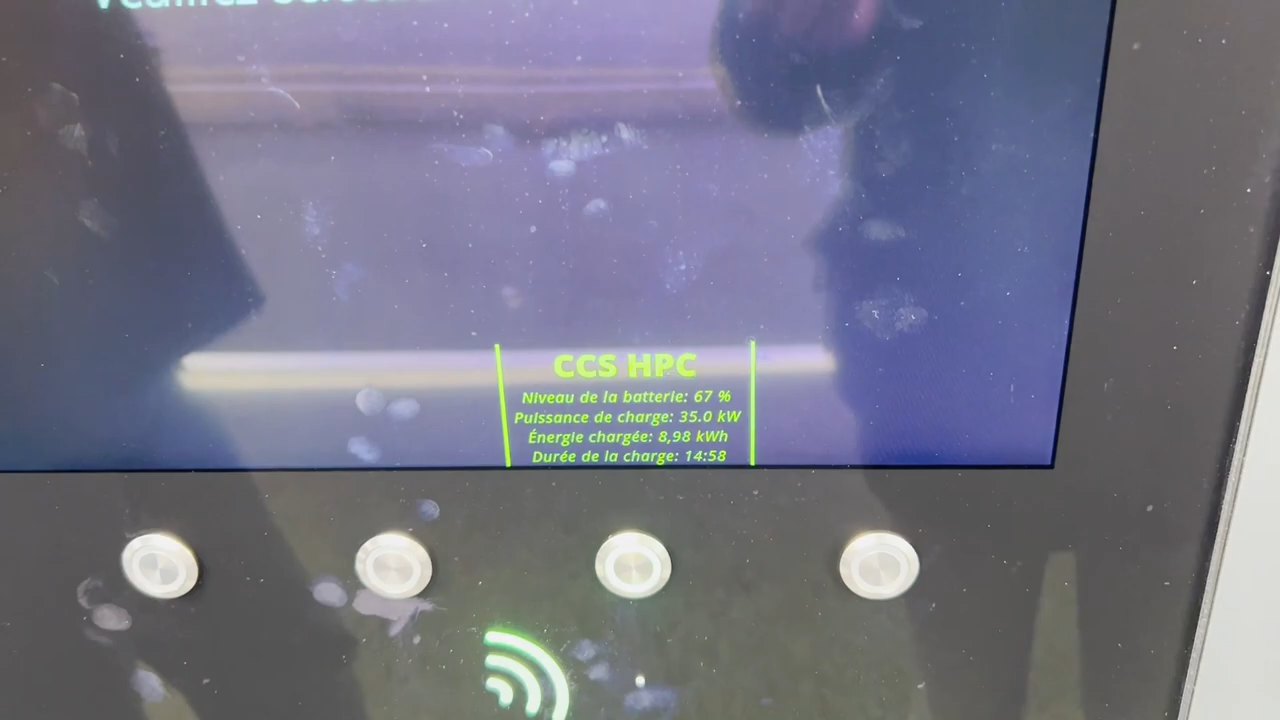 CCS HPC
Niveau de la batterie: 67 %
Puissance de charge: 35.0 kW
Énergie chargée: 8,98 kWh
Durée de la charge: 14:58